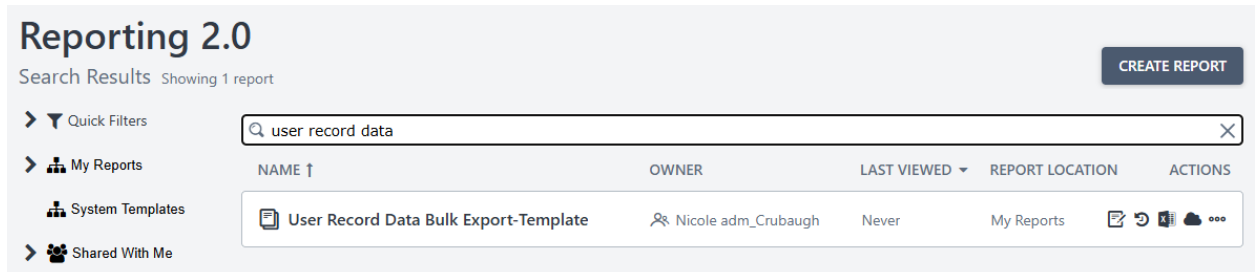 Reporting 2.0
Search Results Showing 1 report
CREATE REPORT
Quick Filters
My Reports
System Templates
Shared With Me
user record data
NAME ↑ OWNER LAST VIEWED REPORT LOCATION ACTIONS
User Record Data Bulk Export-Template Nicole adm_Crubaugh Never My Reports